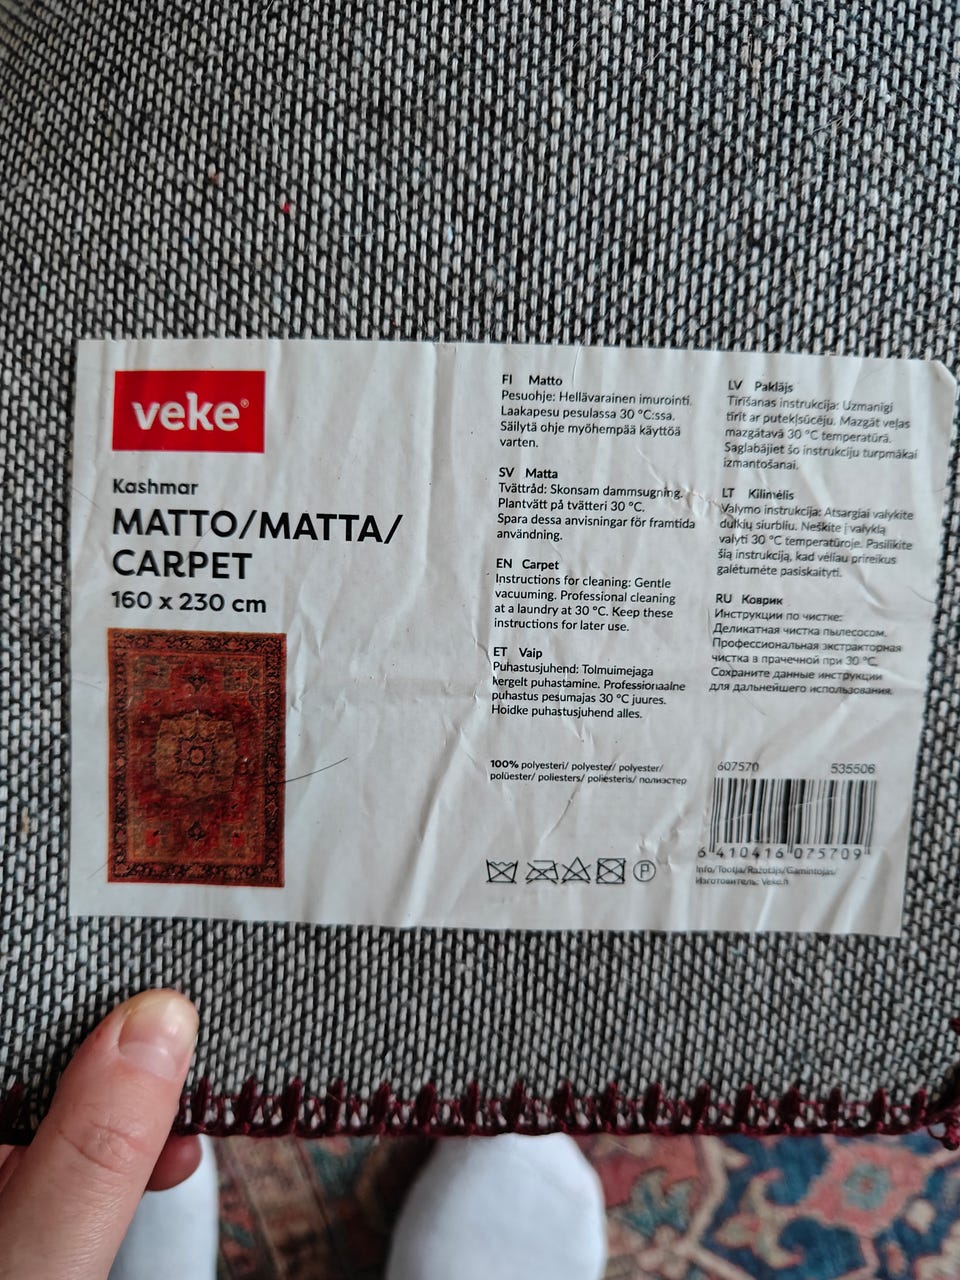 veke®
Kashmar
MATTO/MATTA/
CARPET
160 x 230 cm
FI Matto
Pesuohje: Hellävarainen imurointi.
Laakapesu pesulassa 30 °C:ssa.
Säilytä ohje myöhempää käyttöä
varten.
SV Matta
Tvättråd: Skonsam dammsugning.
Plantvätt på tvätteri 30 °C.
Spara dessa anvisningar för framtida
användning.
EN Carpet
Instructions for cleaning: Gentle
vacuuming. Professional cleaning
at a laundry at 30 °C. Keep these
instructions for later use.
ET Vaip
Puhastusjuhend: Tolmuimejaga
kergelt puhastamine. Professionaalne
puhastus pesumajas 30 °C juures.
Hoidke puhastusjuhend alles.
100% polyesteri/ polyester/ polyester/
polüester/ poliesters/ poliesteris/ полиэстер
P
LV Paklājs
Tīrīšanas instrukcija: Uzmanīgi
tīrīt ar putekļsūcēju. Mazgāt veļas
mazgātavā 30 °C temperatūrā.
Saglabājiet šo instrukciju turpmākai
izmantošanai.
LT Kilimėlis
Valymo instrukcija: Atsargiai valykite
dulkių siurbliu. Neškite į valyklą
valyti 30 °C temperatūroje. Pasilikite
šią instrukciją, kad vėliau prireikus
galėtumėte pasiskaityti.
RU Коврик
Инструкции по чистке:
Деликатная чистка пылесосом.
Профессиональная экстракторная
чистка в прачечной при 30 °C.
Сохраните данные инструкции
для дальнейшего использования.
607570 535506
6 410416 075709
Info/Tootja/Ražotājs/Gamintojas/
Изготовитель: Veke.fi